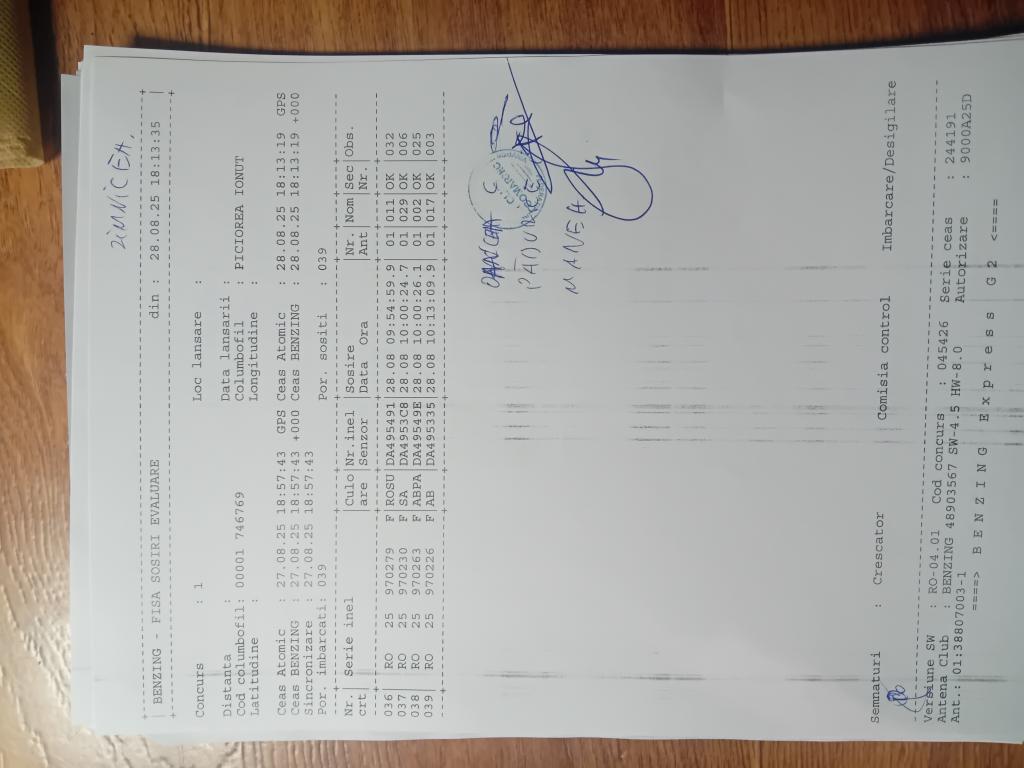 ZIMNICEA.
| BENZING - FISA SOSIRI EVALUARE din : 28.08.25 18:13:35 |
Concurs : 1 Loc lansare :
Distanta : Data lansarii :
Cod columbofil: 00001 746769 Columbofil : PICIOREA IONUT
Latitudine : Longitudine :
Ceas Atomic : 27.08.25 18:57:43 GPS Ceas Atomic : 28.08.25 18:13:19 GPS
Ceas BENZING : 27.08.25 18:57:43 +000 Ceas BENZING : 28.08.25 18:13:19 +000
Sincronizare : 27.08.25 18:57:43
Por. imbarcati: 039 Por. sositi : 039
Nr.| Serie inel |Culo|Nr.inel |Sosire |Nr. |Nom|Sec|Obs.
crt| |are |Senzor |Data Ora |Ant | |Nr.|
036| RO 25 970279 F |ROSU|DA495491|28.08 09:54:59.9| 01|011|OK |032
037| RO 25 970230 F |SA |DA4953C8|28.08 10:00:24.7| 01|029|OK |006
038| RO 25 970263 F |ABPA|DA49549E|28.08 10:00:26.1| 01|002|OK |025
039| RO 25 970226 F |AB |DA495335|28.08 10:13:09.9| 01|017|OK |003
MANEA
Semnaturi : Crescator Comisia control Imbarcare/Desigilare
Versiune SW : RO-04.01 Cod concurs : 045426 Serie ceas : 244191
Antena Club : BENZING 48903567 SW-4.5 HW-8.0 Autorizare : 9000A25D
Ant.: 01:38807003-1
====> B E N Z I N G E x p r e s s G 2 <====